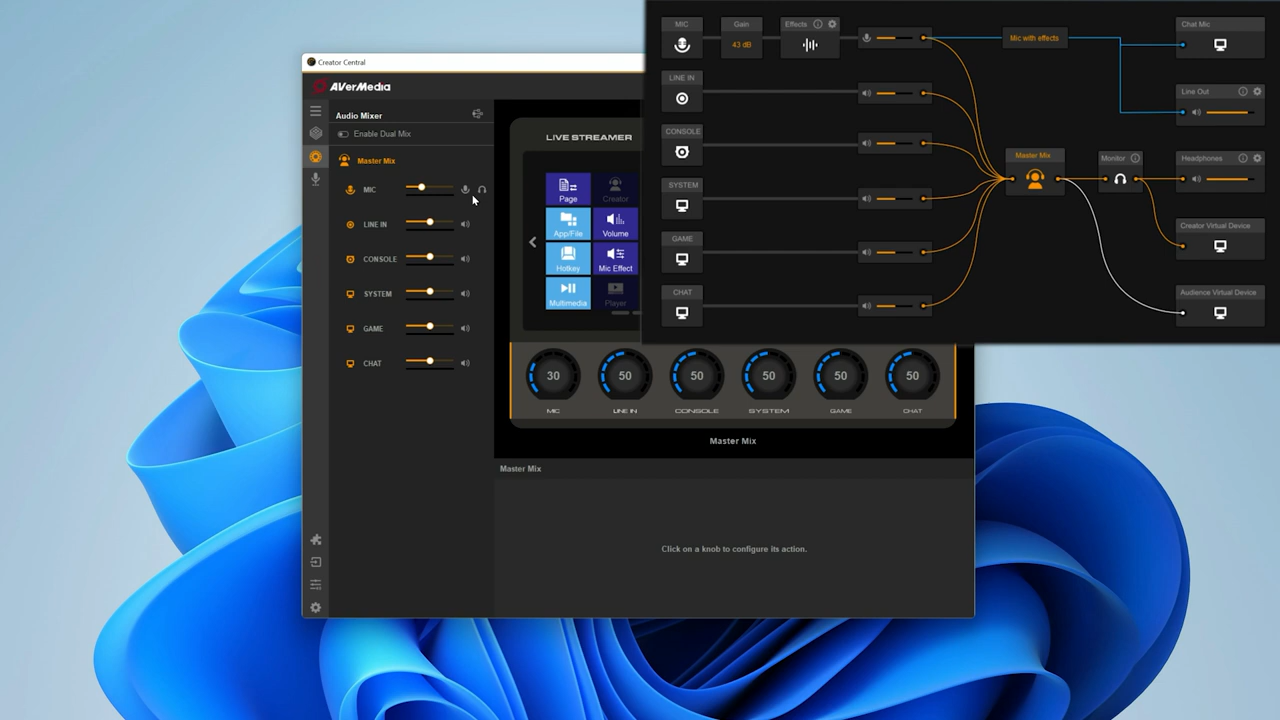 Creator Central
AVerMedia
Audio Mixer
Enable Dual Mix
Master Mix
MIC
LINE IN
CONSOLE
SYSTEM
GAME
CHAT
LIVE STREAMER
Page
Creator
App/File
Volume
Hotkey
Mic Effect
Multimedia
Player
30
50
50
50
50
50
MIC
LINE IN
CONSOLE
SYSTEM
GAME
CHAT
Master Mix
Master Mix
Click on a knob to configure its action.
MIC
Gain
43 dB
Effects
Mic with effects
Chat Mic
LINE IN
Line Out
CONSOLE
Master Mix
Monitor
Headphones
SYSTEM
Creator Virtual Device
GAME
CHAT
Audience Virtual Device